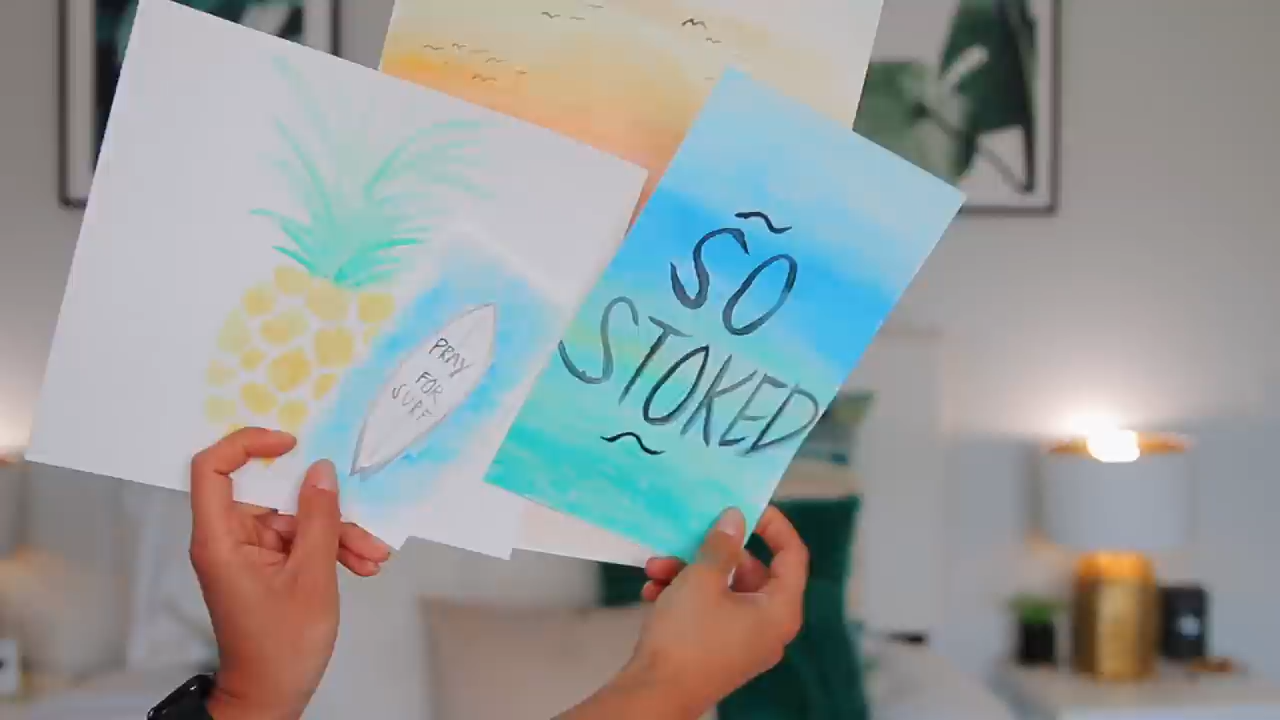 PRAY
FOR
SURF
~
SO
STOKED
~